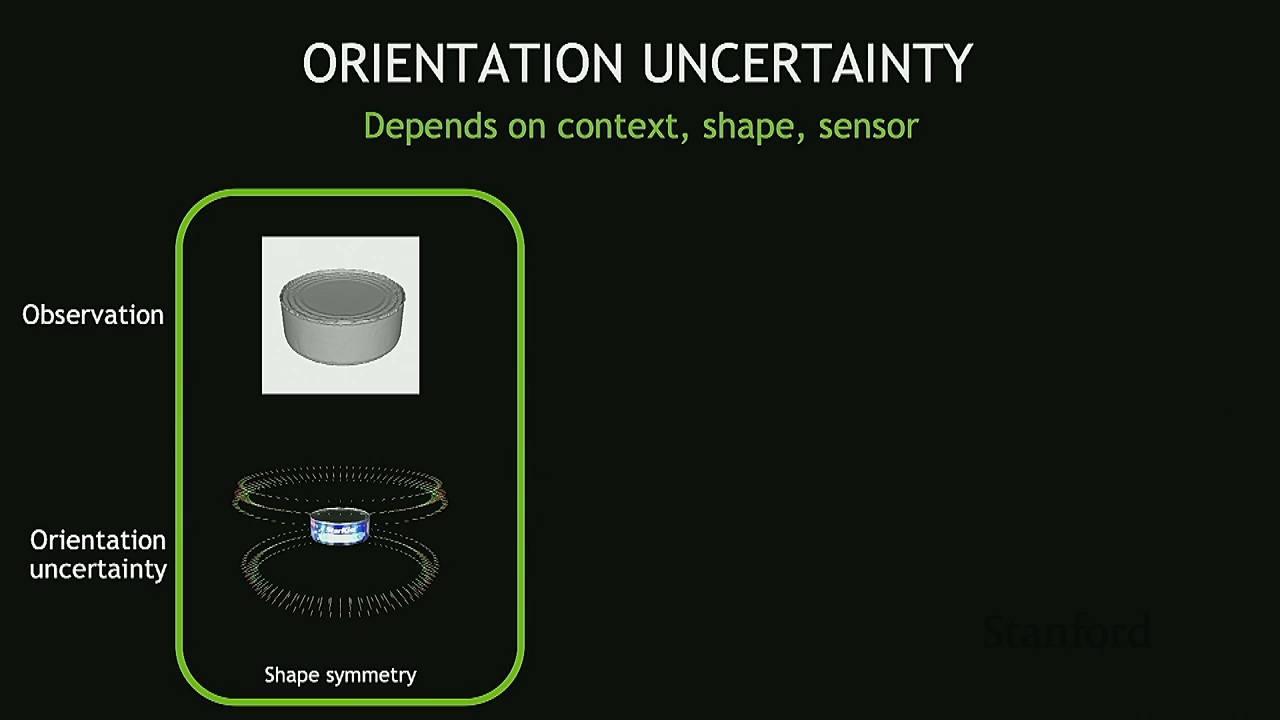 ORIENTATION UNCERTAINTY
Depends on context, shape, sensor
Observation
Orientation
uncertainty
Shape symmetry
Stanford